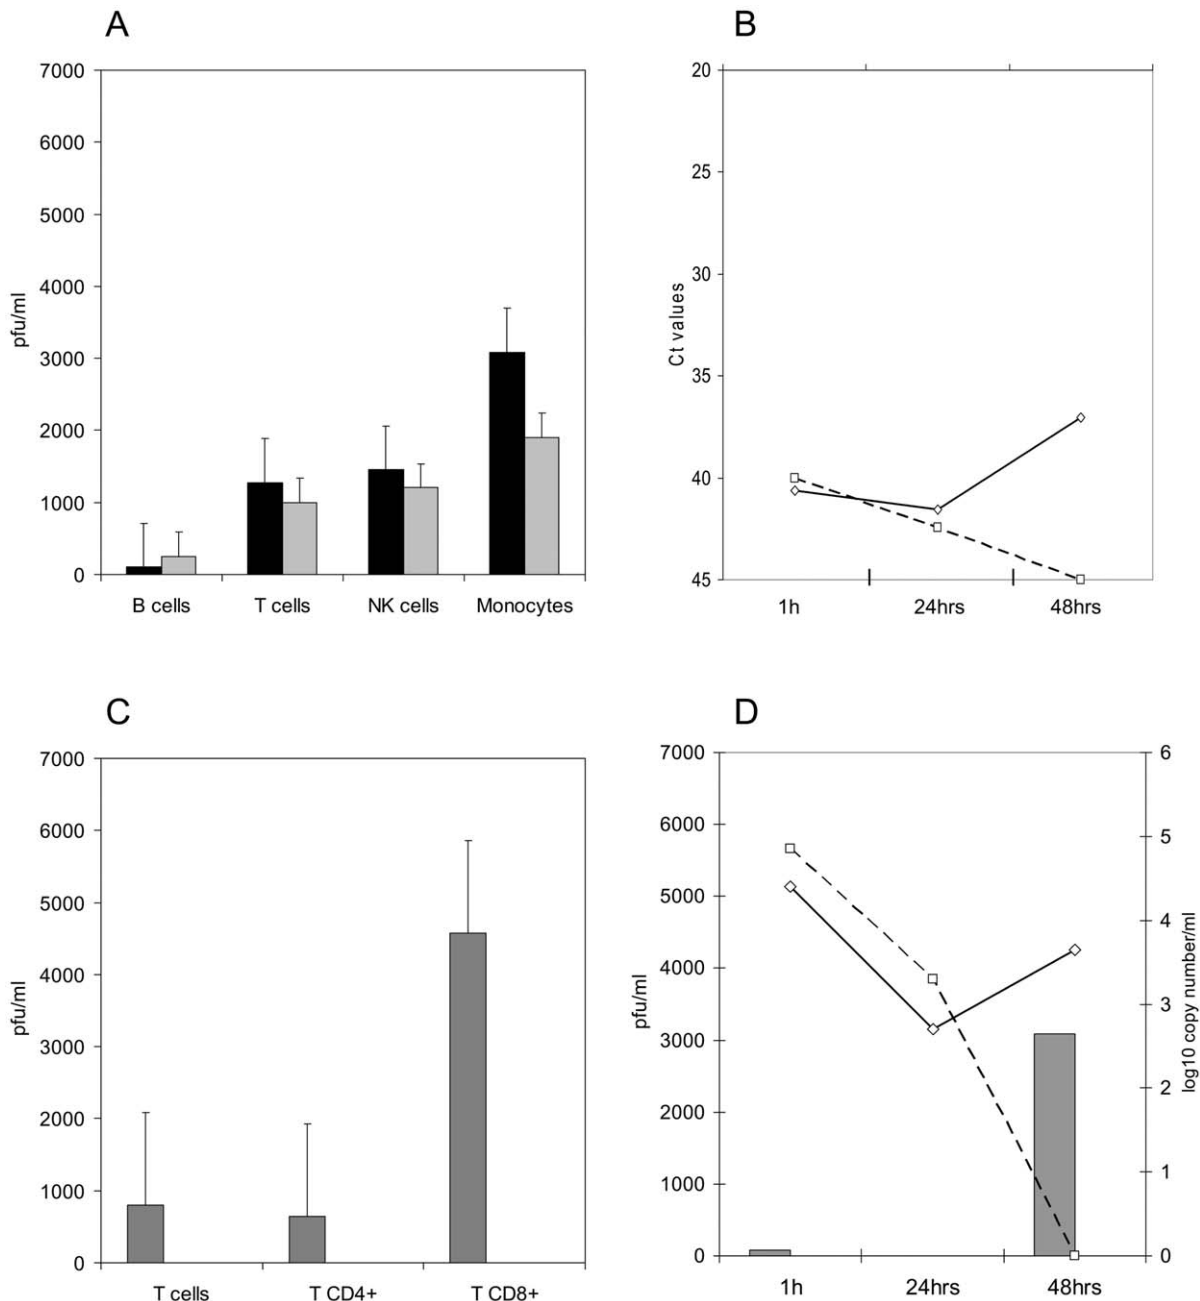 A
7000
6000
5000
4000
3000
2000
1000
0
pfu/ml
B cells T cells NK cells Monocytes
B
20
25
30
35
40
45
Ct values
1h 24hrs 48hrs
C
7000
6000
5000
4000
3000
2000
1000
0
pfu/ml
T cells T CD4+ T CD8+
D
7000
6000
5000
4000
3000
2000
1000
0
pfu/ml
6
5
4
3
2
1
0
log10 copy number/ml
1h 24hrs 48hrs